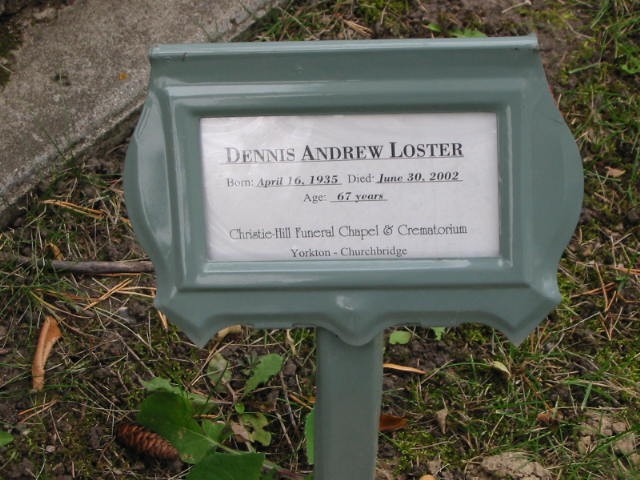 DENNIS ANDREW LOSTER
Born: April 16, 1935 Died: June 30, 2002
Age: 67 years
Christie-Hill Funeral Chapel & Crematorium
Yorkton - Churchbridge